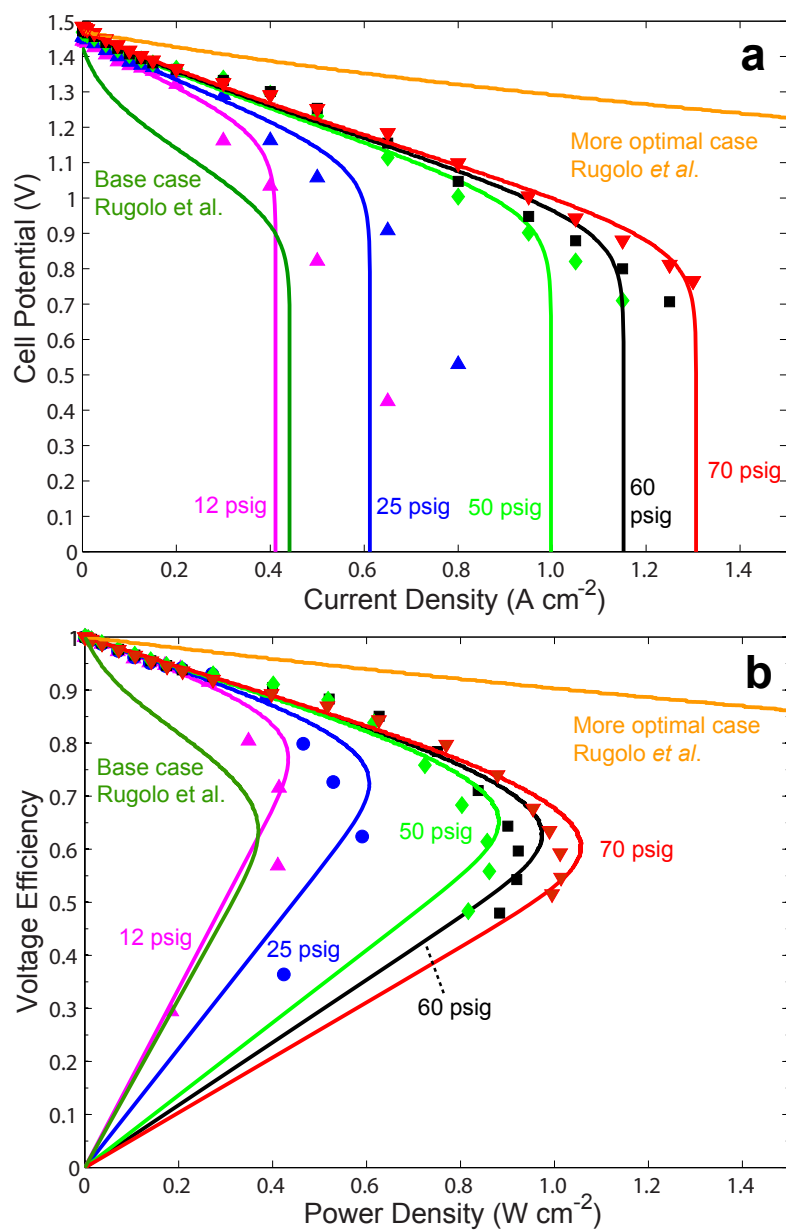 a
1.5
1.4
1.3
1.2
1.1
1.0
0.9
0.8
0.7
0.6
0.5
0.4
0.3
0.2
0.1
0
Cell Potential (V)
More optimal case
Rugolo et al.
Base case
Rugolo et al.
12 psig
25 psig
50 psig
60
psig
70 psig
0 0.2 0.4 0.6 0.8 1.0 1.2 1.4
Current Density (A cm-2)
b
1
0.9
0.8
0.7
0.6
0.5
0.4
0.3
0.2
0.1
0
Voltage Efficiency
More optimal case
Rugolo et al.
Base case
Rugolo et al.
50 psig
70 psig
12 psig
25 psig
60 psig
0 0.2 0.4 0.6 0.8 1.0 1.2 1.4
Power Density (W cm-2)